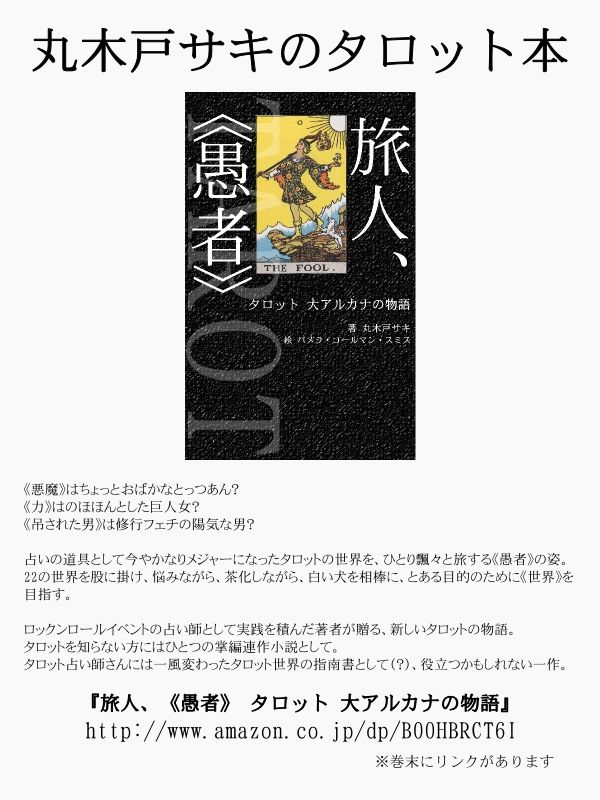 丸木戸サキのタロット本
旅人、
《愚者》
TAROT
THE FOOL.
タロット 大アルカナの物語
著 丸木戸サキ
絵 パメラ・コールマン・スミス
《悪魔》はちょっとおばかなとっつあん?
《力》はのほほんとした巨人女?
《吊された男》は修行フェチの陽気な男?
占いの道具として今やかなりメジャーになったタロットの世界を、ひとり飄々と旅する《愚者》の姿。
22の世界を股に掛け、悩みながら、茶化しながら、白い犬を相棒に、とある目的のために《世界》を
目指す。
ロックンロールイベントの占い師として実践を積んだ著者が贈る、新しいタロットの物語。
タロットを知らない方にはひとつの掌編連作小説として。
タロット占い師さんには一風変わったタロット世界の指南書として(?)、役立つかもしれない一作。
『旅人、《愚者》 タロット 大アルカナの物語』
http://www.amazon.co.jp/dp/B00HBRCT6I
※巻末にリンクがあります